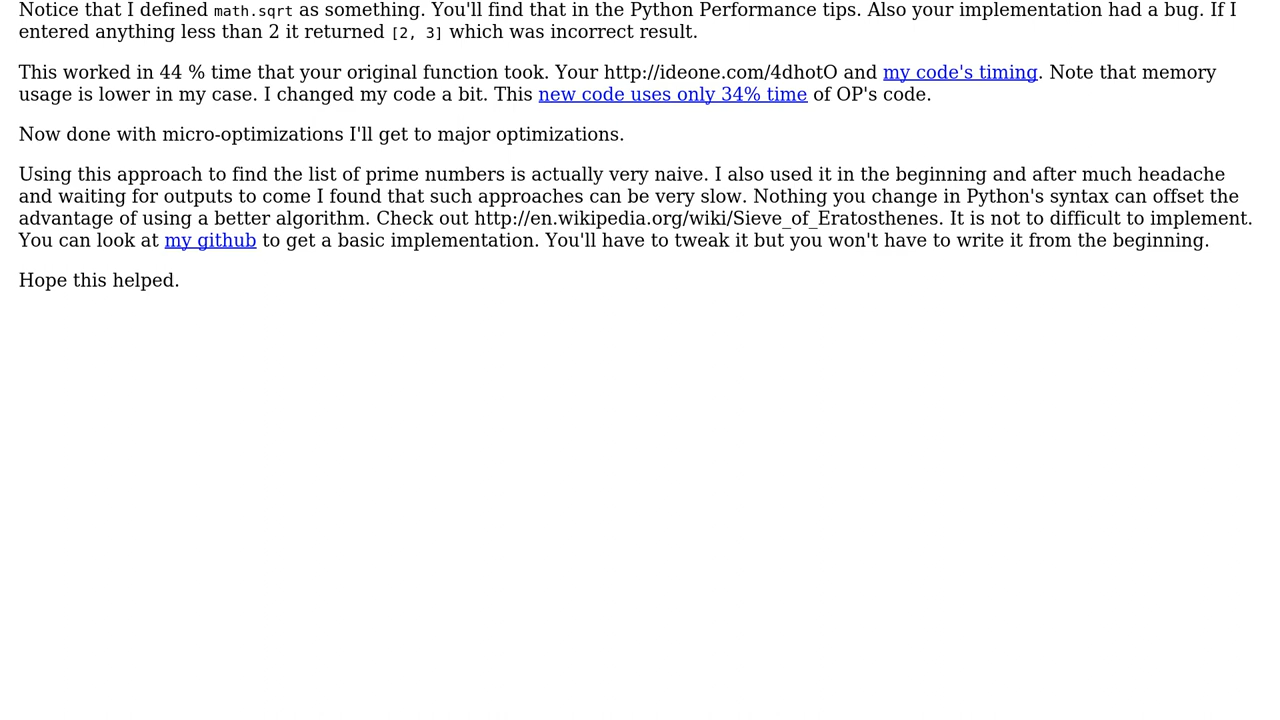 Notice that I defined math.sqrt as something. You'll find that in the Python Performance tips. Also your implementation had a bug. If I
entered anything less than 2 it returned [2, 3] which was incorrect result.
This worked in 44 % time that your original function took. Your http://ideone.com/4dhotO and my code's timing. Note that memory
usage is lower in my case. I changed my code a bit. This new code uses only 34% time of OP's code.
Now done with micro-optimizations I'll get to major optimizations.
Using this approach to find the list of prime numbers is actually very naive. I also used it in the beginning and after much headache
and waiting for outputs to come I found that such approaches can be very slow. Nothing you change in Python's syntax can offset the
advantage of using a better algorithm. Check out http://en.wikipedia.org/wiki/Sieve_of_Eratosthenes. It is not to difficult to implement.
You can look at my github to get a basic implementation. You'll have to tweak it but you won't have to write it from the beginning.
Hope this helped.